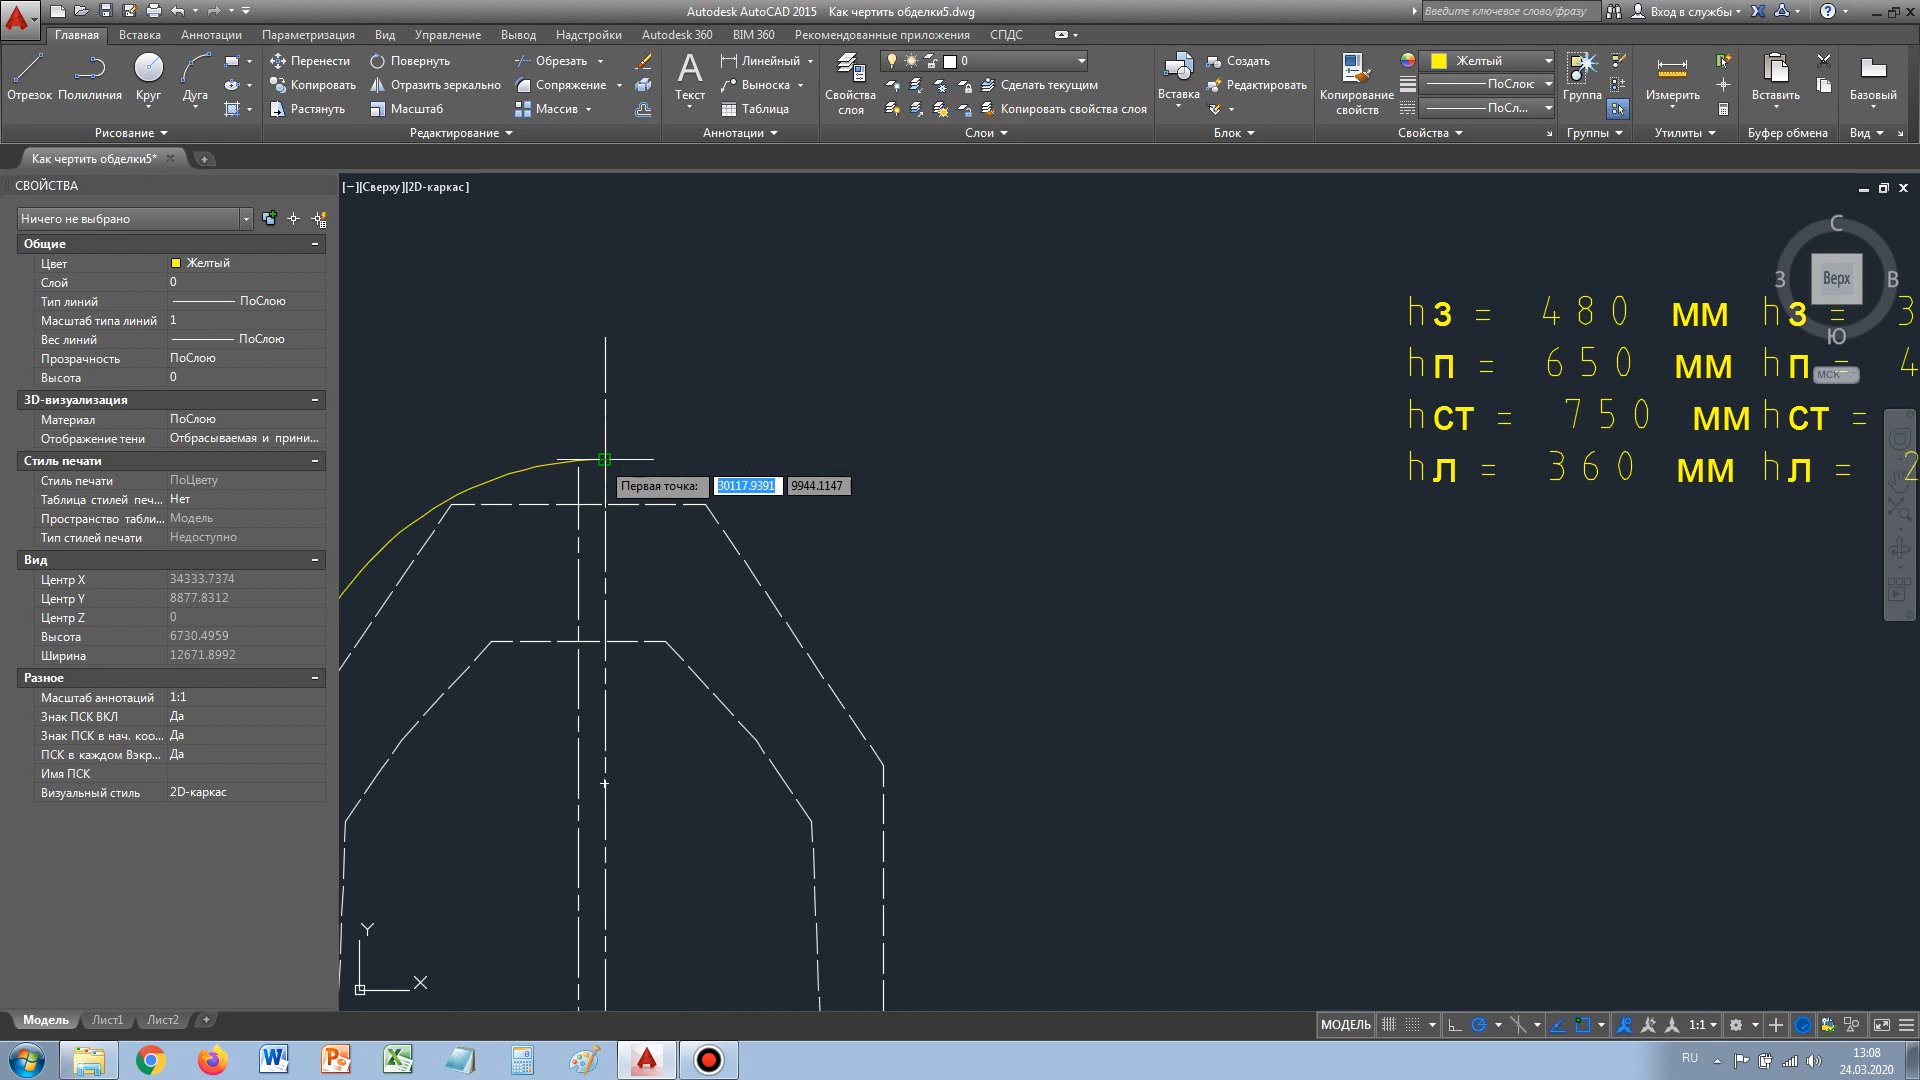 Autodesk AutoCAD 2015 Как чертить обделки5.dwg
Введите ключевое слово/фразу
Вход в службы
Главная Вставка Аннотации Параметризация Вид Управление Вывод Надстройки Autodesk 360 BIM 360 Рекомендованные приложения СПДС
Отрезок Полилиния Круг Дуга
Перенести Повернуть Обрезать
Копировать Отразить зеркально Сопряжение
Растянуть Масштаб Массив
Текст
Линейный
Выноска
Таблица
Свойства слоя
0
Сделать текущим
Копировать свойства слоя
Вставка
Создать
Редактировать
Копирование свойств
Желтый
ПоСлою
ПоСл...
Группа
Измерить
Вставить
Базовый
Рисование Редактирование Аннотации Слои Блок Свойства Группы Утилиты Буфер обмена Вид
Как чертить обделки5*
СВОЙСТВА
Ничего не выбрано
Общие
Цвет Желтый
Слой 0
Тип линий ПоСлою
Масштаб типа линий 1
Вес линий ПоСлою
Прозрачность ПоСлою
Высота 0
3D-визуализация
Материал ПоСлою
Отображение тени Отбрасываемая и прини...
Стиль печати
Стиль печати ПоЦвету
Таблица стилей печ... Нет
Пространство табли... Модель
Тип стилей печати Недоступно
Вид
Центр X 34333.7374
Центр Y 8877.8312
Центр Z 0
Высота 6730.4959
Ширина 12671.8992
Разное
Масштаб аннотаций 1:1
Знак ПСК ВКЛ Да
Знак ПСК в нач. коо... Да
ПСК в каждом Вэкр... Да
Имя ПСК
Визуальный стиль 2D-каркас
[−][Сверху][2D-каркас]
Первая точка: 30117.9391 9944.1147
С
З Верх В
Ю
МСК
hз = 480 мм hз = 3
hп = 650 мм hп = 4
hст = 750 мм hст =
hл = 360 мм hл = 2
Y
X
Модель Лист1 Лист2
МОДЕЛЬ 1:1
RU 13:08
24.03.2020